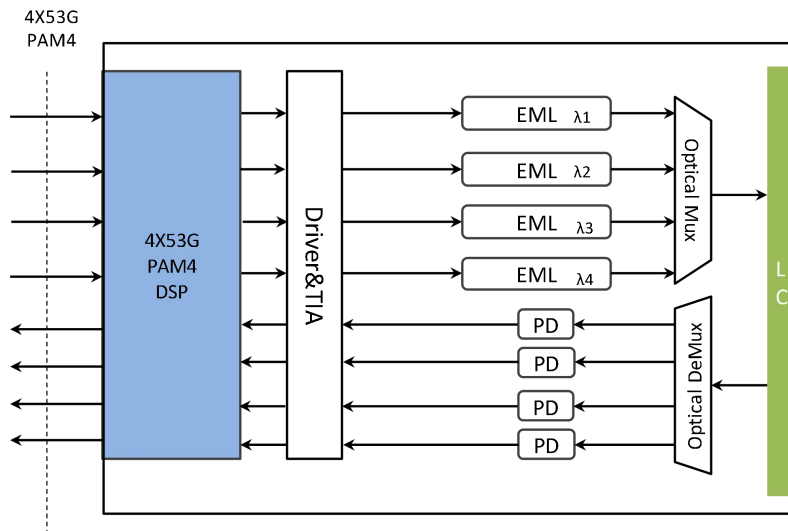 4X53G
PAM4
4X53G
PAM4
DSP
Driver&TIA
EML λ1
EML λ2
EML λ3
EML λ4
Optical Mux
PD
PD
PD
PD
Optical DeMux
L
C